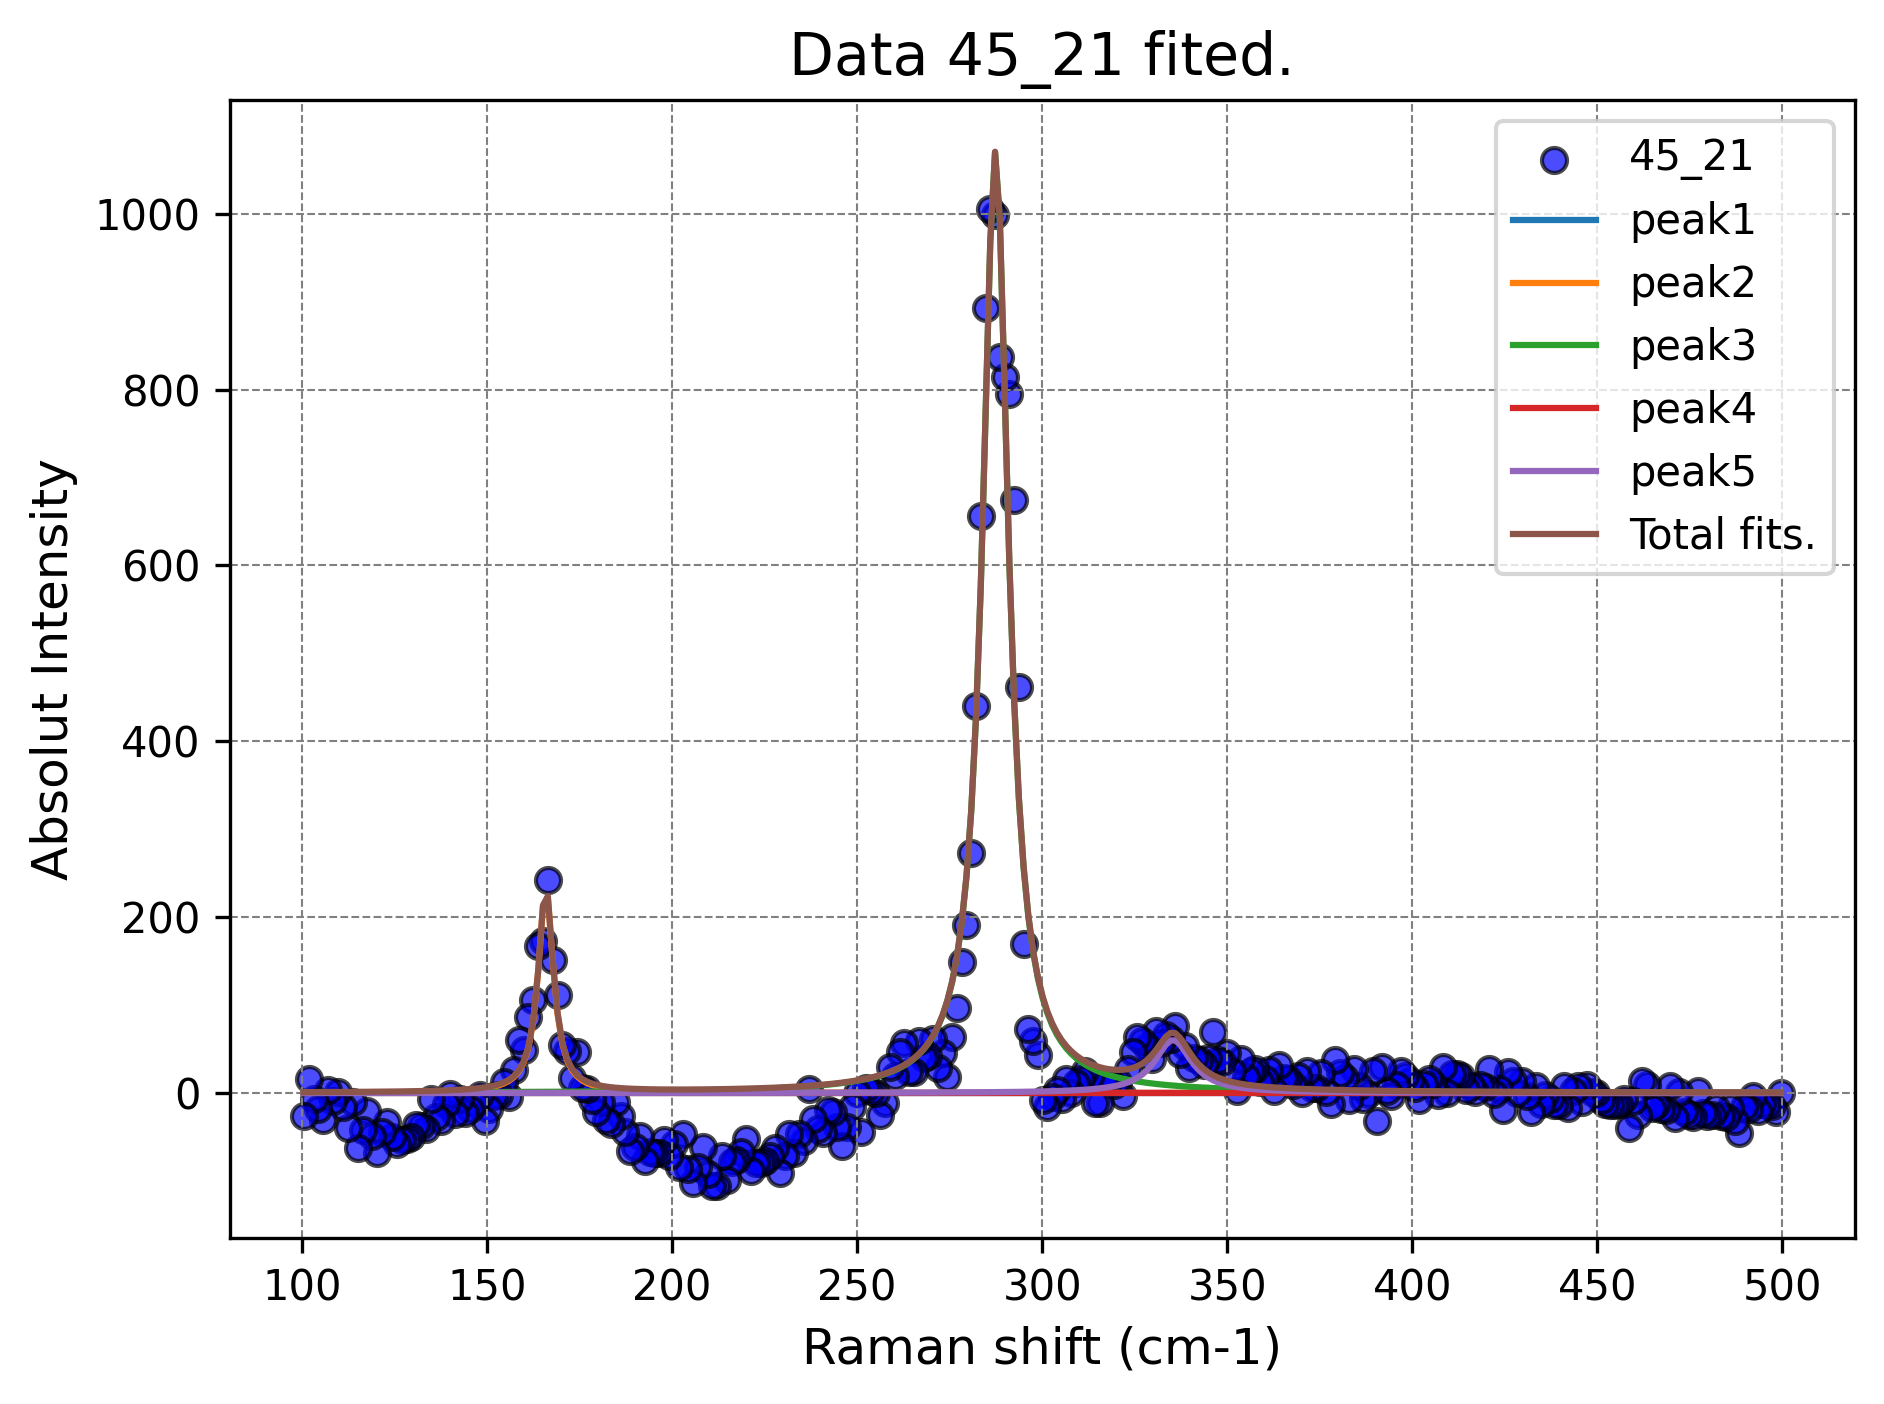 Data 45_21 fited.
45_21
peak1
peak2
peak3
peak4
peak5
Total fits.
Absolut Intensity
1000
800
600
400
200
0
100 150 200 250 300 350 400 450 500
Raman shift (cm-1)